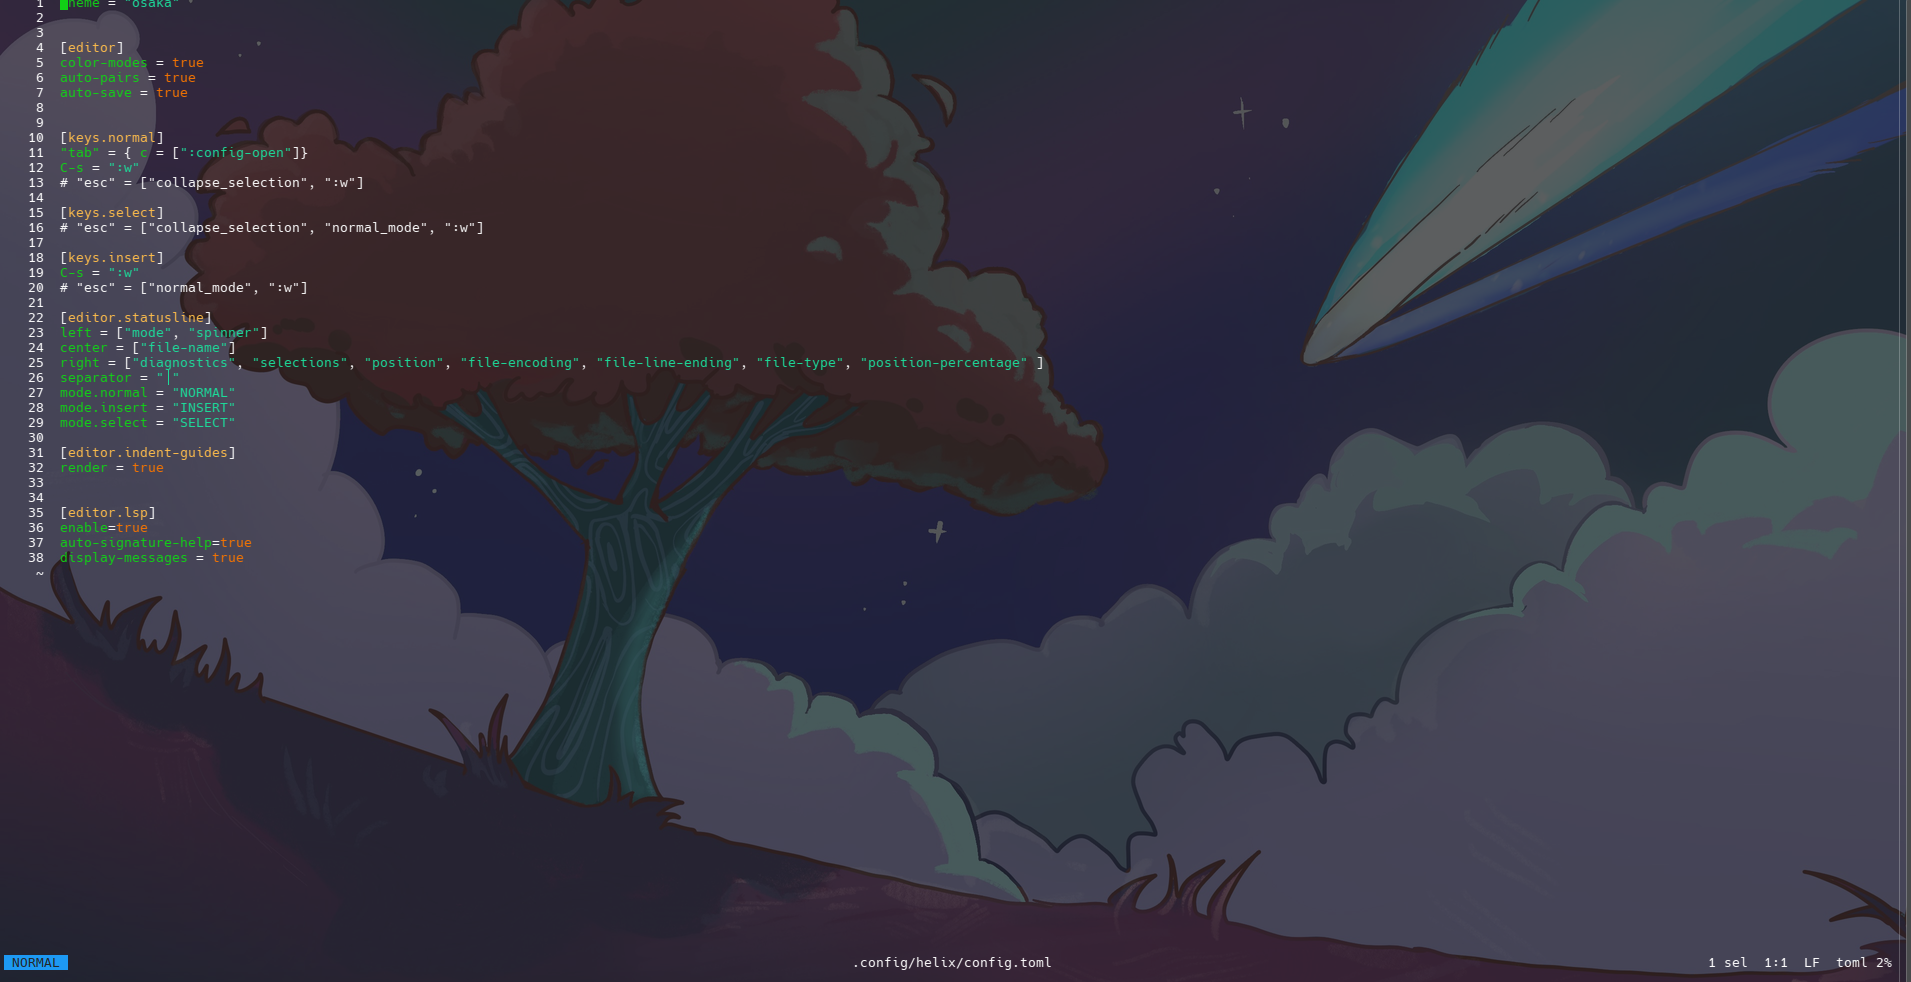 1 theme = "osaka"
2
3
4 [editor]
5 color-modes = true
6 auto-pairs = true
7 auto-save = true
8
9
10 [keys.normal]
11 "tab" = { c = [":config-open"]}
12 C-s = ":w"
13 # "esc" = ["collapse_selection", ":w"]
14
15 [keys.select]
16 # "esc" = ["collapse_selection", "normal_mode", ":w"]
17
18 [keys.insert]
19 C-s = ":w"
20 # "esc" = ["normal_mode", ":w"]
21
22 [editor.statusline]
23 left = ["mode", "spinner"]
24 center = ["file-name"]
25 right = ["diagnostics", "selections", "position", "file-encoding", "file-line-ending", "file-type", "position-percentage" ]
26 separator = "│"
27 mode.normal = "NORMAL"
28 mode.insert = "INSERT"
29 mode.select = "SELECT"
30
31 [editor.indent-guides]
32 render = true
33
34
35 [editor.lsp]
36 enable=true
37 auto-signature-help=true
38 display-messages = true
~
NORMAL .config/helix/config.toml 1 sel 1:1 LF toml 2%